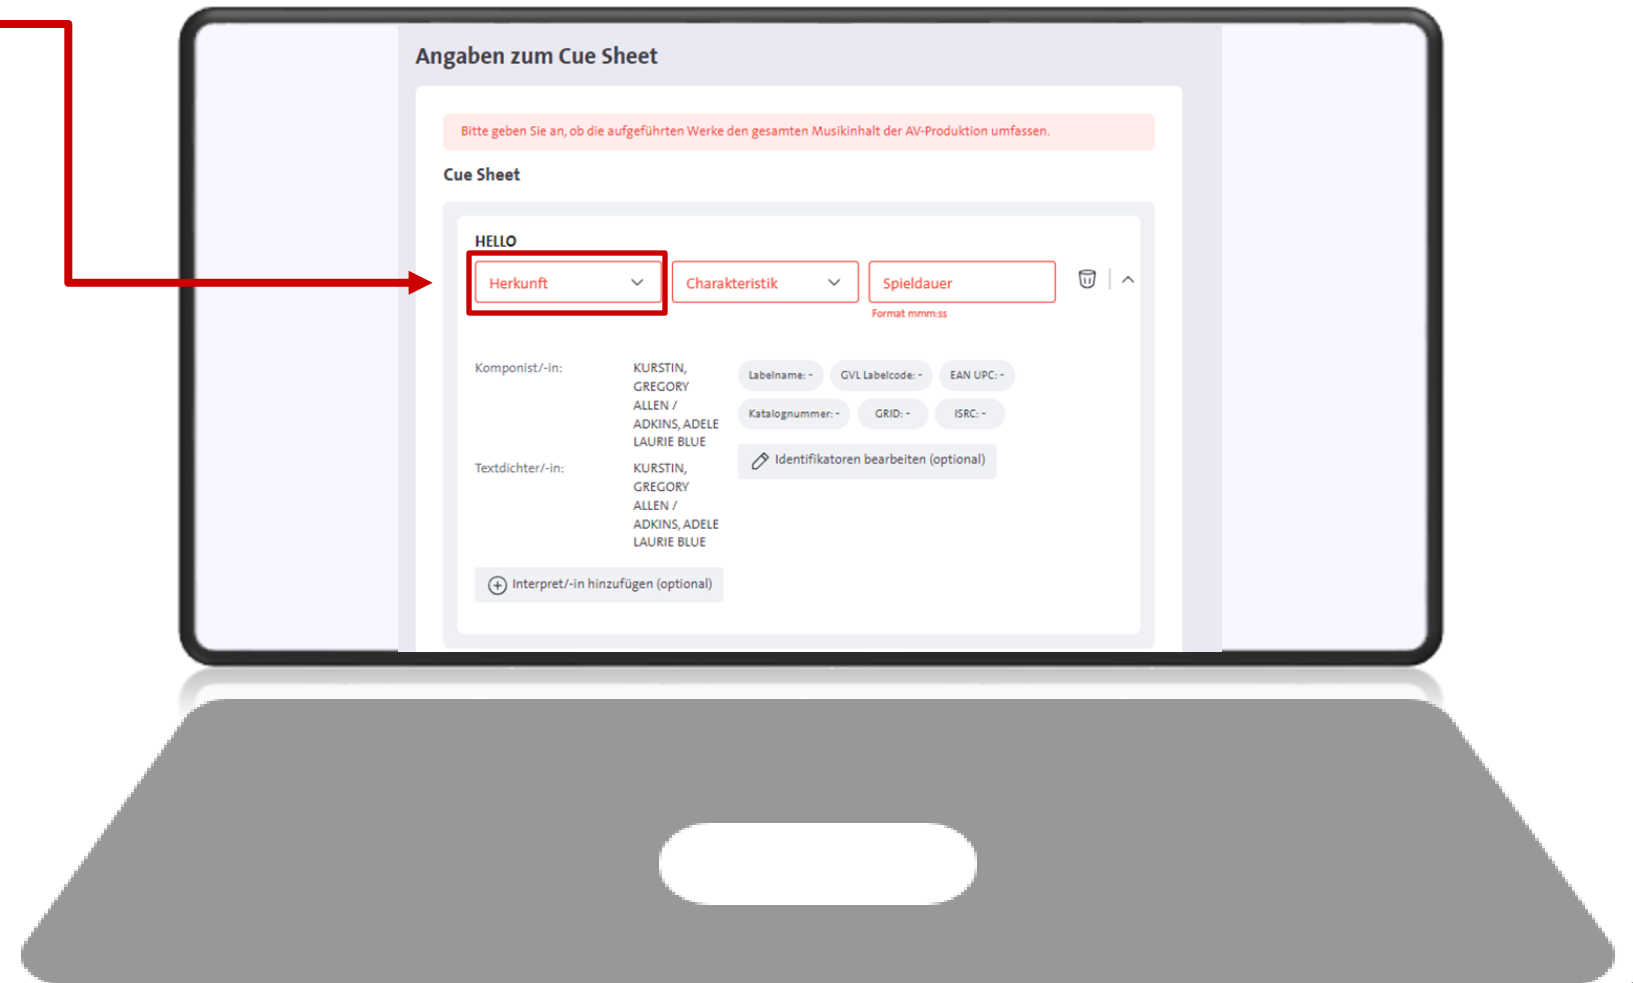 Angaben zum Cue Sheet
Bitte geben Sie an, ob die aufgeführten Werke den gesamten Musikinhalt der AV-Produktion umfassen.
Cue Sheet
HELLO
Herkunft
Charakteristik
Spieldauer
Format mmm:ss
Komponist/-in:
KURSTIN,
GREGORY
ALLEN /
ADKINS, ADELE
LAURIE BLUE
Textdichter/-in:
KURSTIN,
GREGORY
ALLEN /
ADKINS, ADELE
LAURIE BLUE
Labelname: -
GVL Labelcode: -
EAN UPC: -
Katalognummer: -
GRID: -
ISRC: -
Identifikatoren bearbeiten (optional)
Interpret/-in hinzufügen (optional)